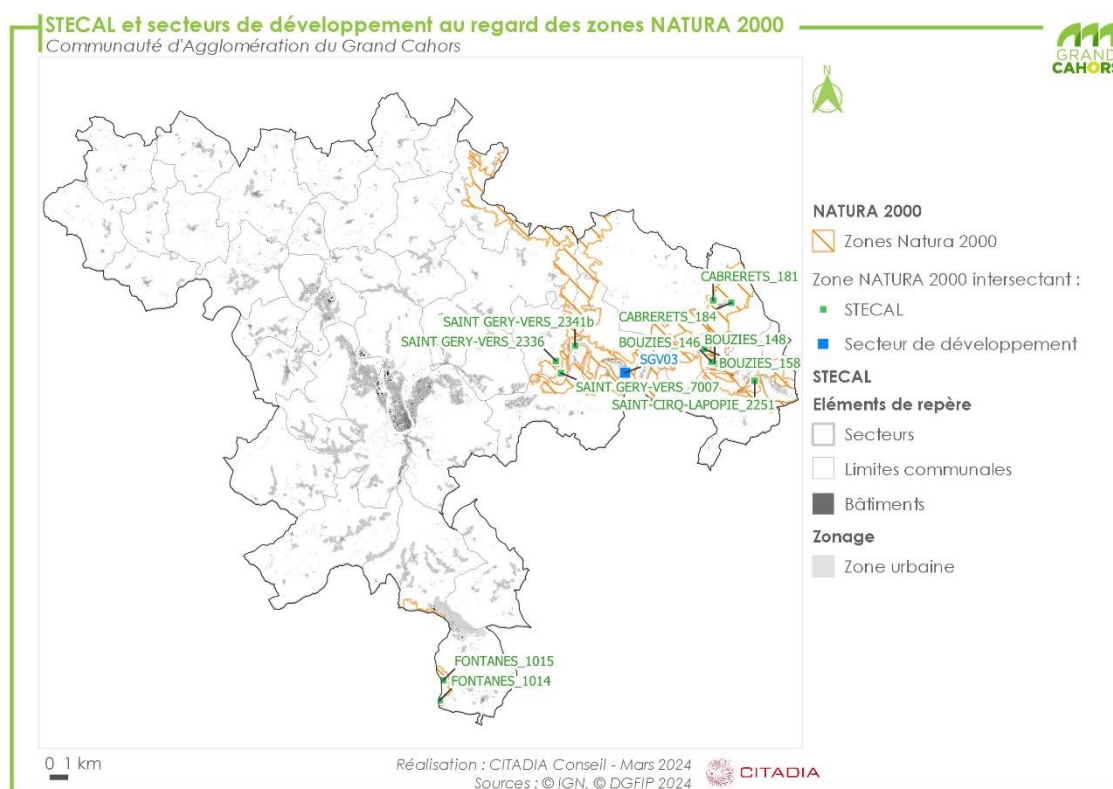 STECAL et secteurs de développement au regard des zones NATURA 2000
Communauté d'Agglomération du Grand Cahors
GRAND
CAHORS
N
CABRERETS_181
CABRERETS_184
SAINT GERY-VERS_2341b
BOUZIES_146
BOUZIES_148
SAINT GERY-VERS_2336
SGV03
BOUZIES_158
SAINT GERY-VERS_7007
SAINT-CIRQ-LAPOPIE_2251
FONTANES_1015
FONTANES_1014
NATURA 2000
Zones Natura 2000
Zone NATURA 2000 intersectant :
STECAL
Secteur de développement
STECAL
Eléments de repère
Secteurs
Limites communales
Bâtiments
Zonage
Zone urbaine
0 1 km
Réalisation : CITADIA Conseil - Mars 2024
Sources : © IGN, © DGFIP 2024
CITADIA